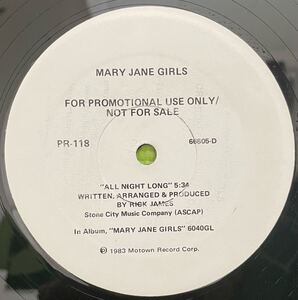 MARY JANE GIRLS
FOR PROMOTIONAL USE ONLY/
NOT FOR SALE
PR-118 66605-D
"ALL NIGHT LONG" 5:34
WRITTEN, ARRANGED & PRODUCED
BY RICK JAMES
Stone City Music Company (ASCAP)
In Album, "MARY JANE GIRLS" 6040GL
℗ 1983 Motown Record Corp.